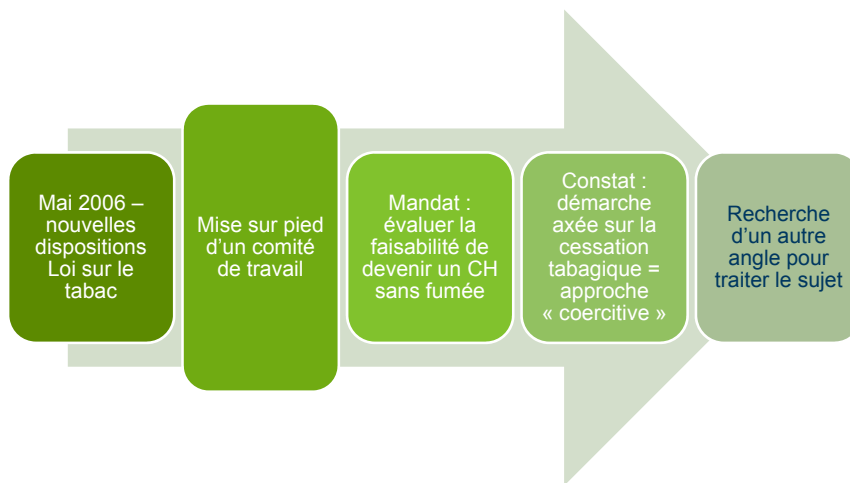 Mai 2006 –
nouvelles
dispositions
Loi sur le
tabac
Mise sur pied
d'un comité
de travail
Mandat :
évaluer la
faisabilité de
devenir un CH
sans fumée
Constat :
démarche
axée sur la
cessation
tabagique =
approche
« coercitive »
Recherche
d'un autre
angle pour
traiter le sujet